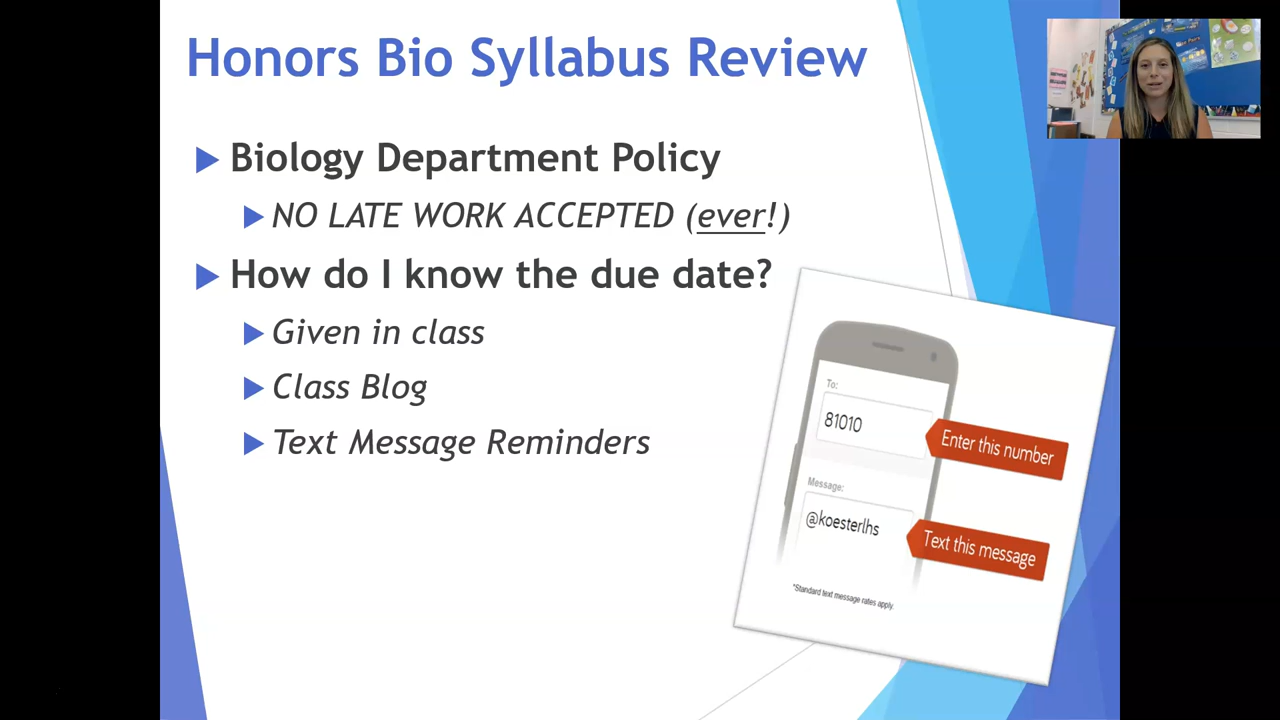 Honors Bio Syllabus Review
Biology Department Policy
NO LATE WORK ACCEPTED (ever!)
How do I know the due date?
Given in class
Class Blog
Text Message Reminders
To:
81010
Enter this number
Message:
@koesterlhs
Text this message
*Standard text message rates apply.